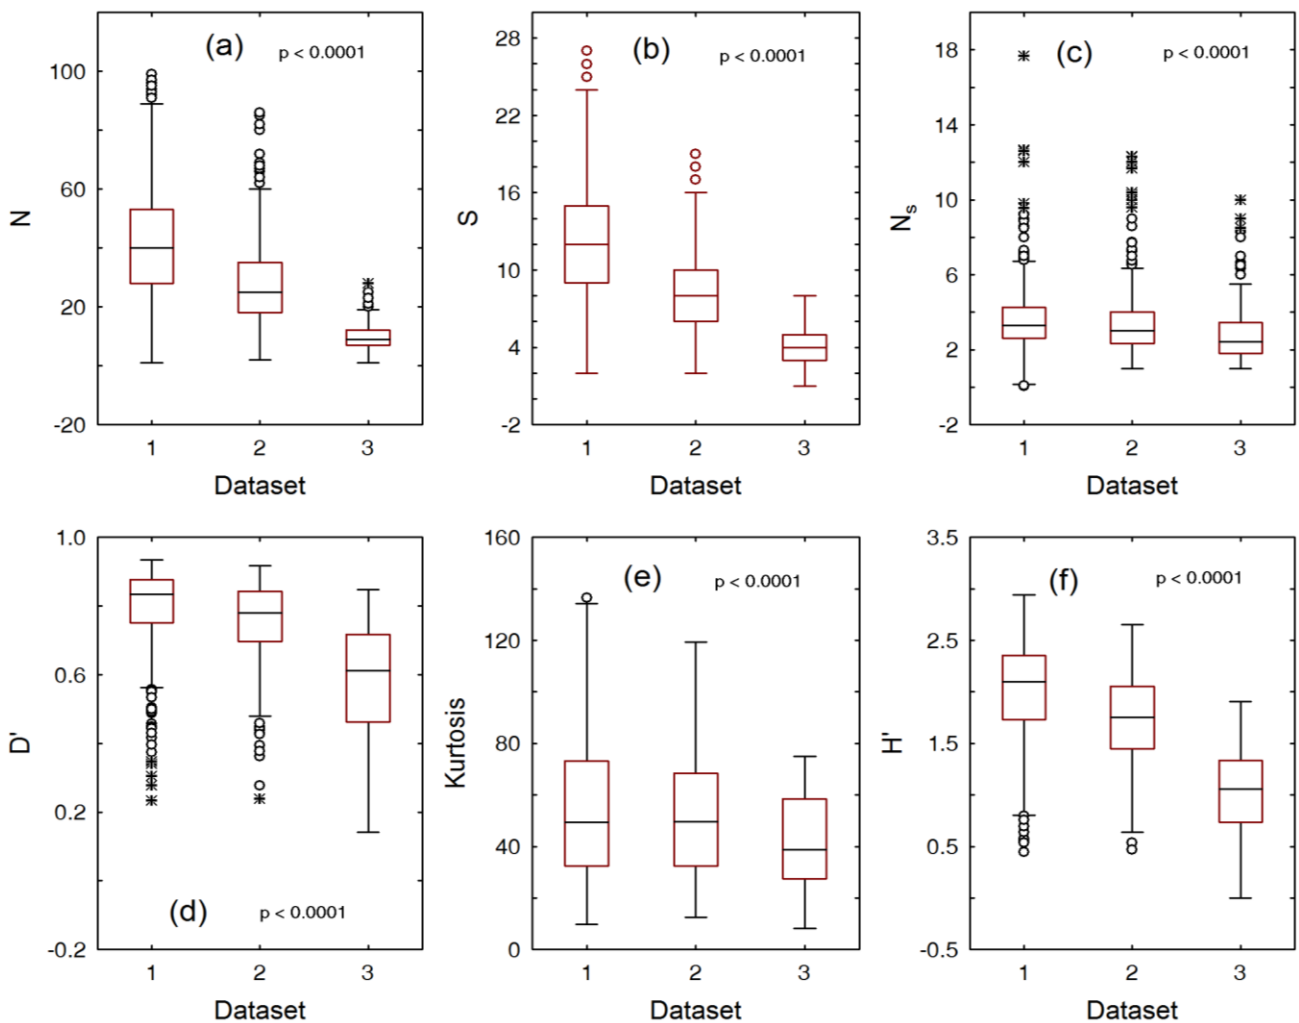 (a)
p < 0.0001
100
60
20
-20
N
1
2
3
Dataset
(b)
p < 0.0001
28
22
16
10
4
-2
S
1
2
3
Dataset
(c)
p < 0.0001
18
14
10
6
2
-2
Ns
1
2
3
Dataset
1.0
0.6
0.2
-0.2
D'
(d)
p < 0.0001
1
2
3
Dataset
(e)
p < 0.0001
160
120
80
40
0
Kurtosis
1
2
3
Dataset
(f)
p < 0.0001
3.5
2.5
1.5
0.5
-0.5
H'
1
2
3
Dataset